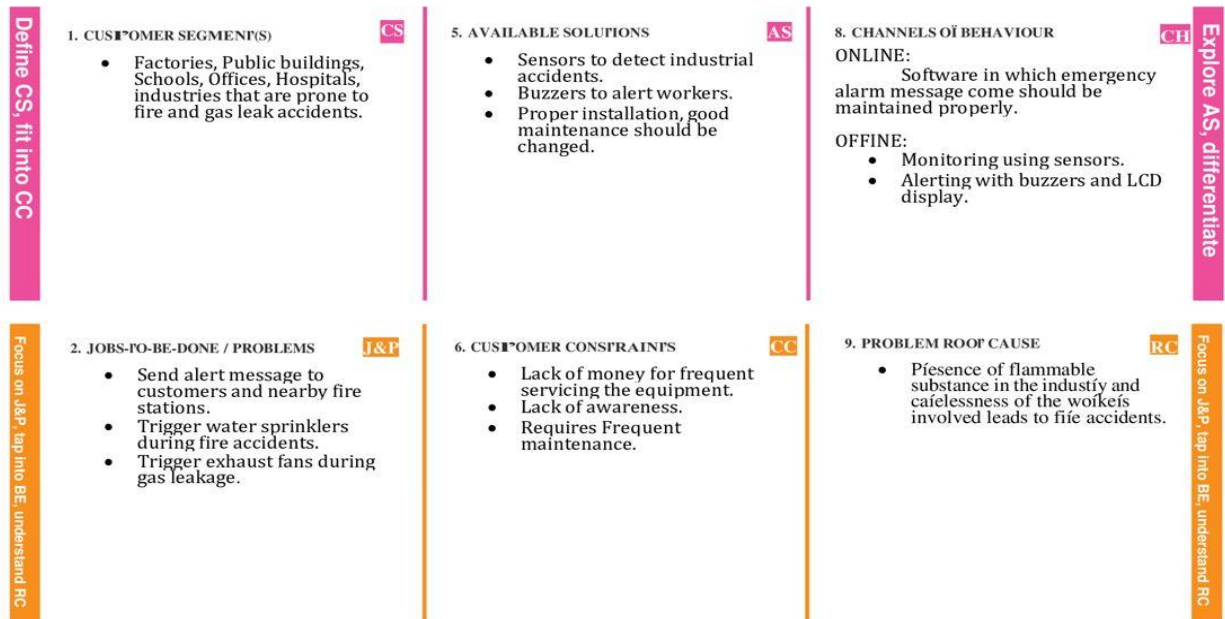 Define CS, fit into CC
1. CUSTOMER SEGMENT(S)
CS
• Factories, Public buildings,
Schools, Offices, Hospitals,
industries that are prone to
fire and gas leak accidents.
5. AVAILABLE SOLUTIONS
AS
• Sensors to detect industrial
accidents.
• Buzzers to alert workers.
• Proper installation, good
maintenance should be
changed.
8. CHANNELS OÏ BEHAVIOUR
CH
ONLINE:
Software in which emergency
alarm message come should be
maintained properly.
OFFINE:
• Monitoring using sensors.
• Alerting with buzzers and LCD
display.
Explore AS, differentiate
Focus on J&P, tap into BE, understand RC
2. JOBS-TO-BE-DONE / PROBLEMS
J&P
• Send alert message to
customers and nearby fire
stations.
• Trigger water sprinklers
during fire accidents.
• Trigger exhaust fans during
gas leakage.
6. CUSTOMER CONSTRAINTS
CC
• Lack of money for frequent
servicing the equipment.
• Lack of awareness.
• Requires Frequent
maintenance.
9. PROBLEM ROOT CAUSE
RC
• Píesence of flammable
substance in the industíy and
caíelessness of the woíkeís
involved leads to fiíe accidents.
Focus on J&P, tap into BE, understand RC